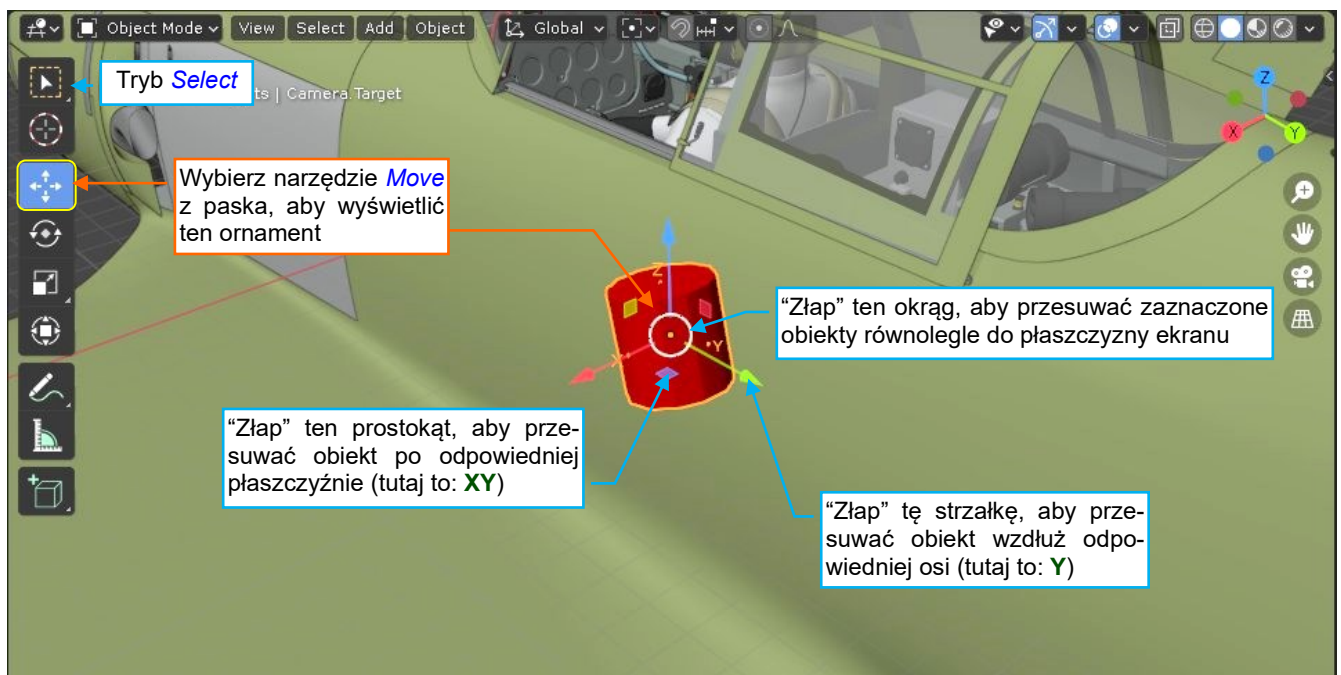 Object Mode View Select Add Object Global
Tryb Select
ts | Camera.Target
Z
X
Y
Wybierz narzędzie Move
z paska, aby wyświetlić
ten ornament
Z
“Złap” ten okrąg, aby przesuwać zaznaczone
obiekty równolegle do płaszczyzny ekranu
Y
X
“Złap” ten prostokąt, aby prze-
suwać obiekt po odpowiedniej
płaszczyźnie (tutaj to: XY)
“Złap” tę strzałkę, aby prze-
suwać obiekt wzdłuż odpo-
wiedniej osi (tutaj to: Y)